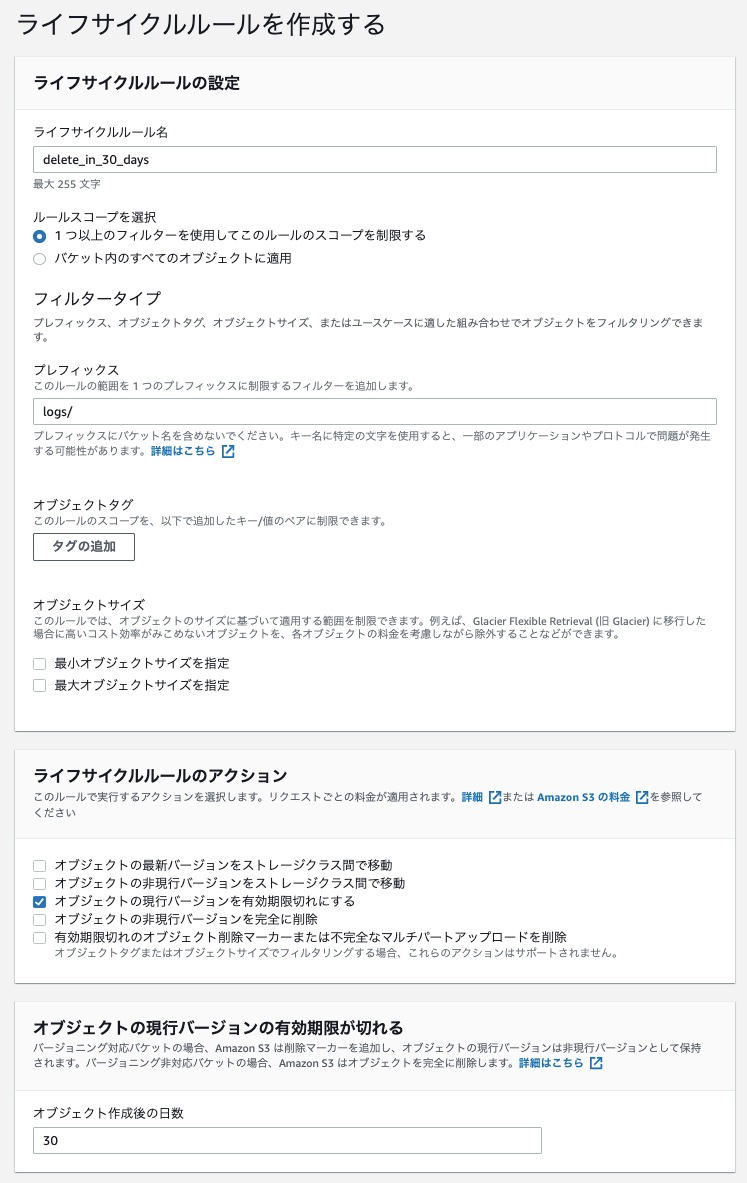 ライフサイクルルールを作成する
ライフサイクルルールの設定
ライフサイクルルール名
delete_in_30_days
最大 255 文字
ルールスコープを選択
1 つ以上のフィルターを使用してこのルールのスコープを制限する
バケット内のすべてのオブジェクトに適用
フィルタータイプ
プレフィックス、オブジェクトタグ、オブジェクトサイズ、またはユースケースに適した組み合わせでオブジェクトをフィルタリングできま
す。
プレフィックス
このルールの範囲を 1 つのプレフィックスに制限するフィルターを追加します。
logs/
プレフィックスにバケット名を含めないでください。キー名に特定の文字を使用すると、一部のアプリケーションやプロトコルで問題が発生
する可能性があります。詳細はこちら
オブジェクトタグ
このルールのスコープを、以下で追加したキー/値のペアに制限できます。
タグの追加
オブジェクトサイズ
このルールでは、オブジェクトのサイズに基づいて適用する範囲を制限できます。例えば、Glacier Flexible Retrieval (旧 Glacier) に移行した
場合に高いコスト効率がみこめないオブジェクトを、各オブジェクトの料金を考慮しながら除外することなどができます。
最小オブジェクトサイズを指定
最大オブジェクトサイズを指定
ライフサイクルルールのアクション
このルールで実行するアクションを選択します。リクエストごとの料金が適用されます。詳細 または Amazon S3 の料金 を参照して
ください
オブジェクトの最新バージョンをストレージクラス間で移動
オブジェクトの非現行バージョンをストレージクラス間で移動
オブジェクトの現行バージョンを有効期限切れにする
オブジェクトの非現行バージョンを完全に削除
有効期限切れのオブジェクト削除マーカーまたは不完全なマルチパートアップロードを削除
オブジェクトタグまたはオブジェクトサイズでフィルタリングする場合、これらのアクションはサポートされません。
オブジェクトの現行バージョンの有効期限が切れる
バージョニング対応バケットの場合、Amazon S3 は削除マーカーを追加し、オブジェクトの現行バージョンは非現行バージョンとして保持
されます。バージョニング非対応バケットの場合、Amazon S3 はオブジェクトを完全に削除します。詳細はこちら
オブジェクト作成後の日数
30